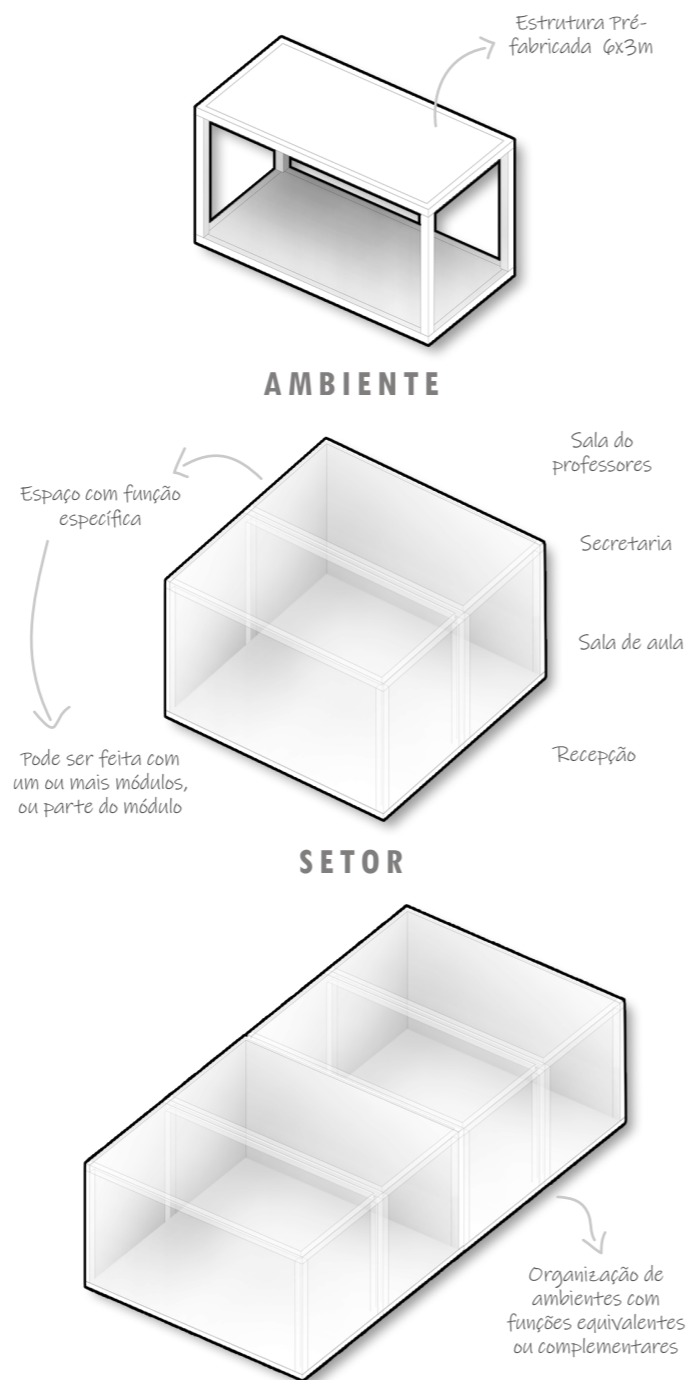 Estrutura Pré-
fabricada 6x3m
AMBIENTE
Sala do
professores
Espaço com função
específica
Secretaria
Sala de aula
Pode ser feita com
um ou mais módulos,
ou parte do módulo
Recepção
SETOR
Organização de
ambientes com
funções equivalentes
ou complementares